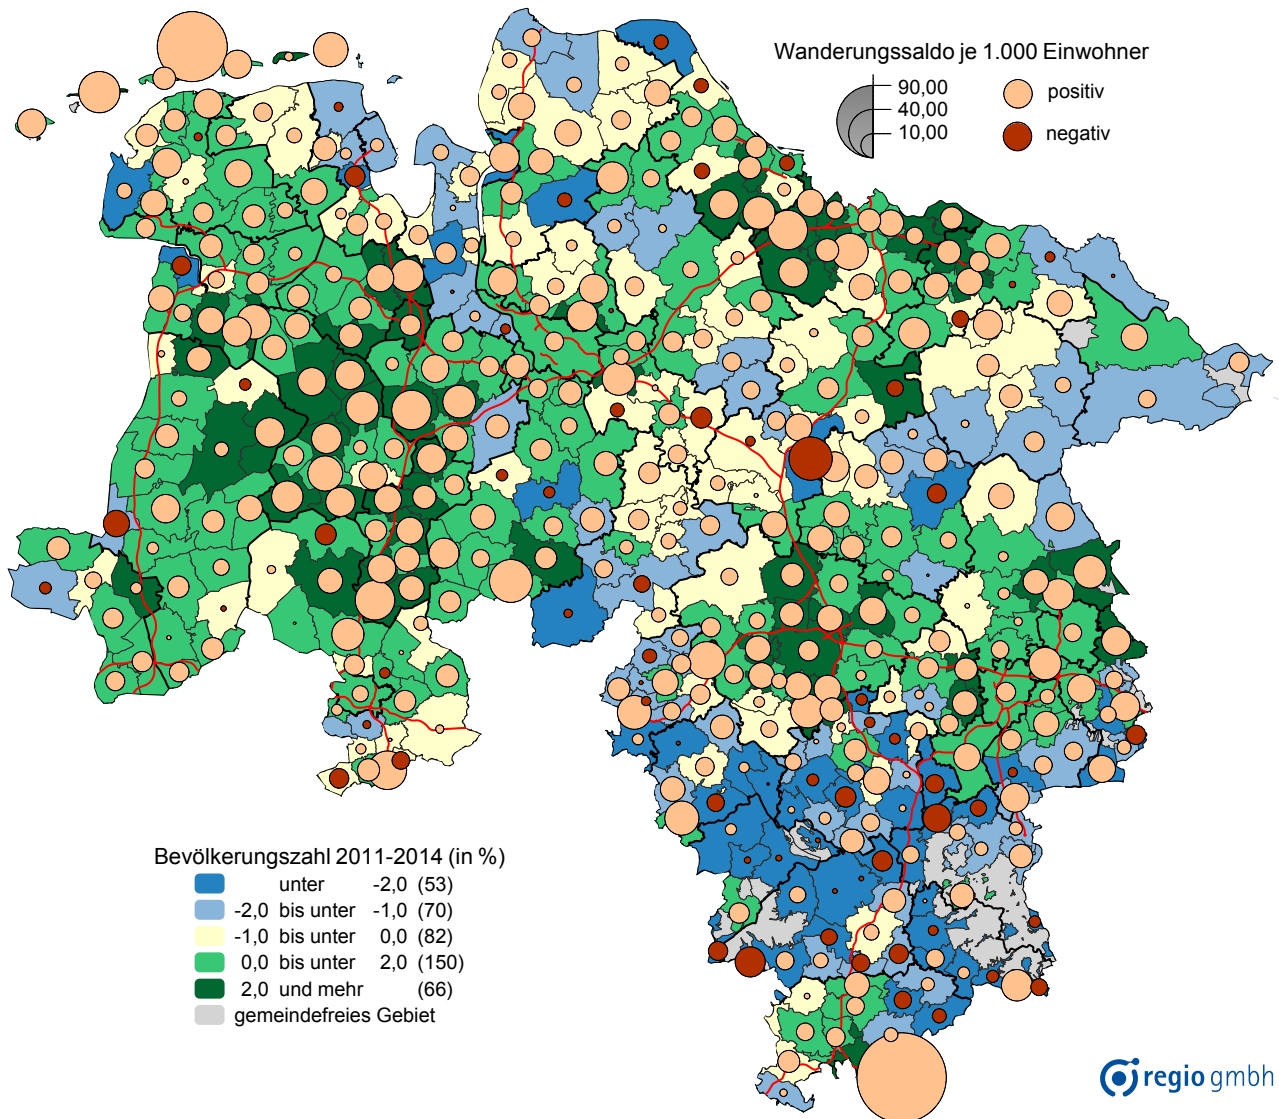 Wanderungssaldo je 1.000 Einwohner
90,00
40,00
10,00
positiv
negativ
Bevölkerungszahl 2011-2014 (in %)
unter -2,0 (53)
-2,0 bis unter -1,0 (70)
-1,0 bis unter 0,0 (82)
0,0 bis unter 2,0 (150)
2,0 und mehr (66)
gemeindefreies Gebiet
regio gmbh